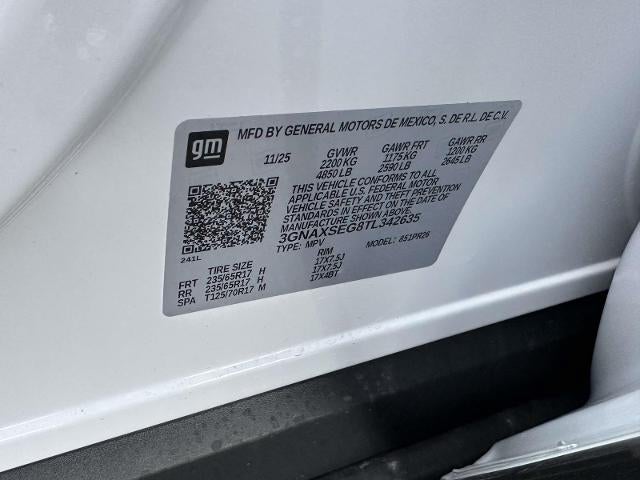 gm
MFD BY GENERAL MOTORS DE MEXICO, S. DE R.L. DE C.V.
11/25 GVWR GAWR FRT GAWR RR
2200 KG 1175 KG 1200 KG
4850 LB 2590 LB 2645 LB
THIS VEHICLE CONFORMS TO ALL
APPLICABLE U.S. FEDERAL MOTOR
VEHICLE SAFETY AND THEFT PREVENTION
STANDARDS IN EFFECT ON THE DATE OF
MANUFACTURE SHOWN ABOVE.
3GNAXSEG8TL342635
TYPE: MPV MODEL: 851PR26
241L
TIRE SIZE RIM
FRT 235/65R17 H 17X7.5J
RR 235/65R17 H 17X7.5J
SPA T125/70R17 M 17X4BT